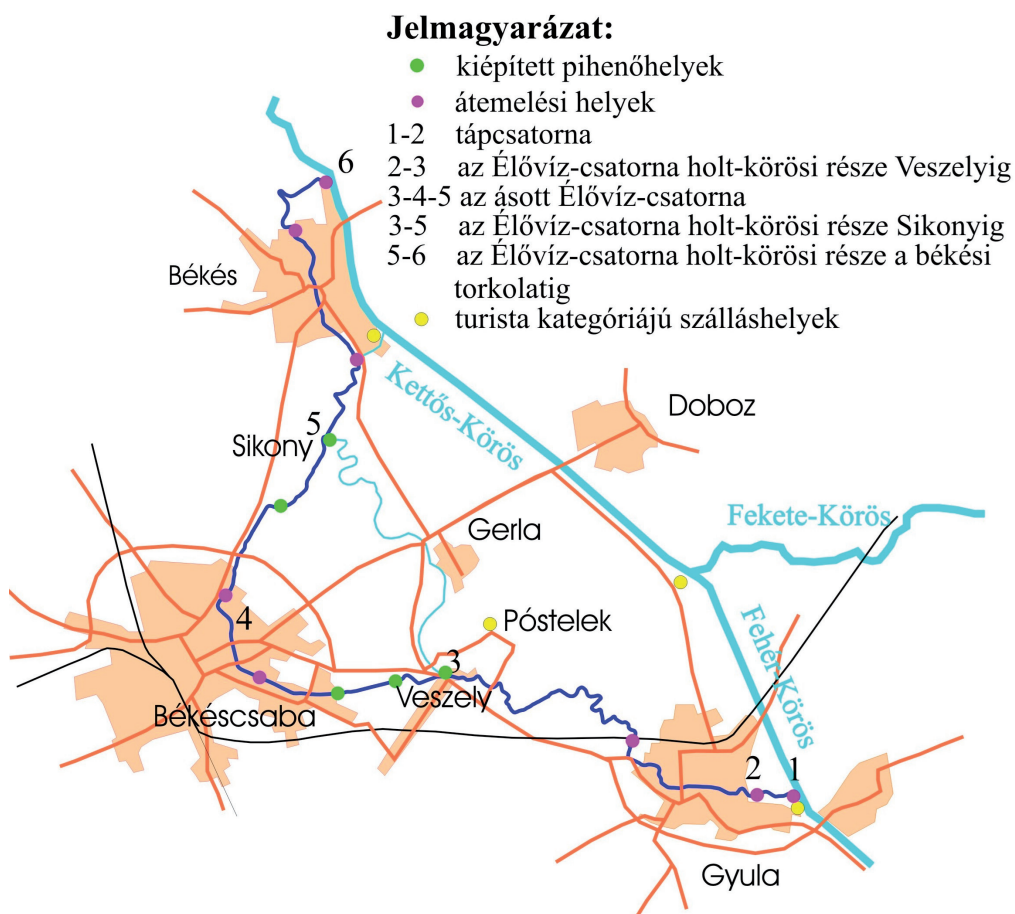 Jelmagyarázat:
kiépített pihenőhelyek
átemelési helyek
1-2 tápcsatorna
2-3 az Élővíz-csatorna holt-körösi része Veszelyig
3-4-5 az ásott Élővíz-csatorna
3-5 az Élővíz-csatorna holt-körösi része Sikonyig
5-6 az Élővíz-csatorna holt-körösi része a békési
torkolatig
turista kategóriájú szálláshelyek
6
Békés
Kettős-Körös
Doboz
5
Sikony
Fekete-Körös
Gerla
4
Póstelek
Fehér-Körös
3
Veszely
Békéscsaba
2
1
Gyula